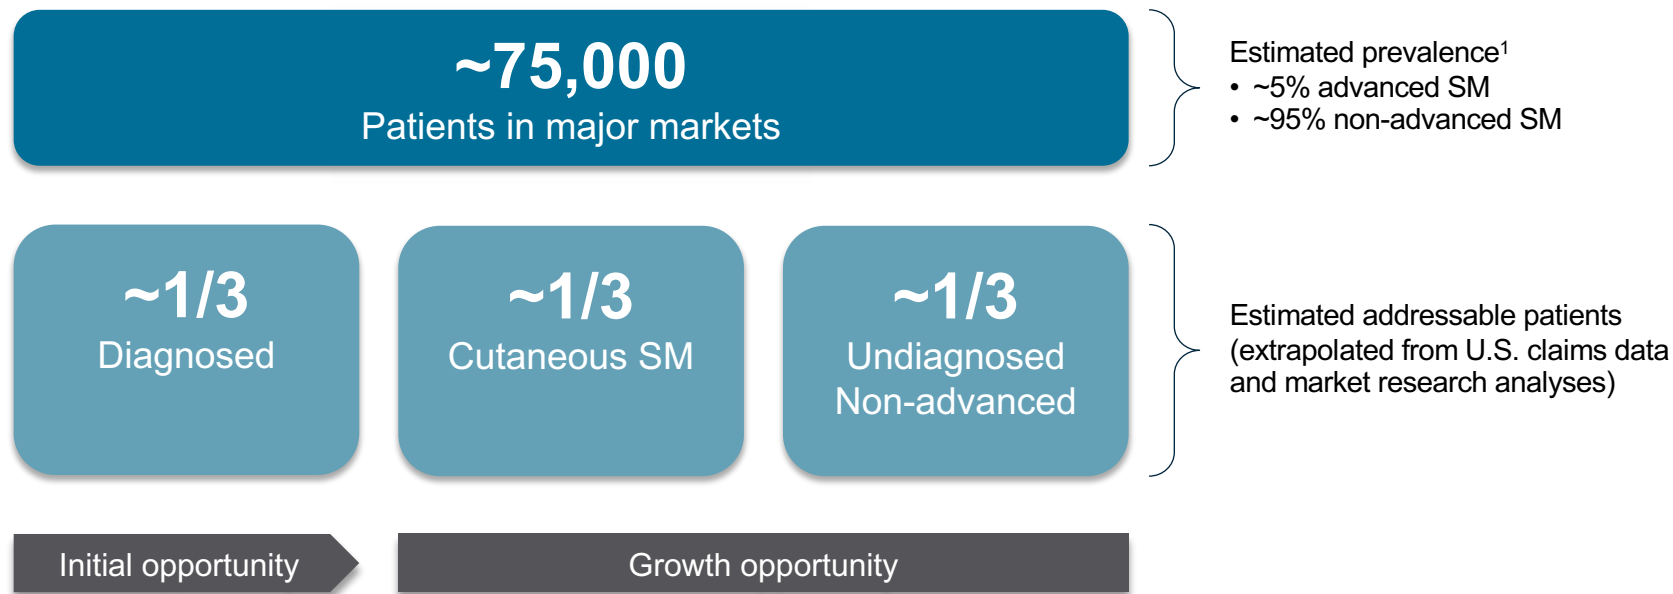 ~75,000
Patients in major markets
Estimated prevalence¹
• ~5% advanced SM
• ~95% non-advanced SM
~1/3
Diagnosed
~1/3
Cutaneous SM
~1/3
Undiagnosed
Non-advanced
Estimated addressable patients
(extrapolated from U.S. claims data
and market research analyses)
Initial opportunity
Growth opportunity